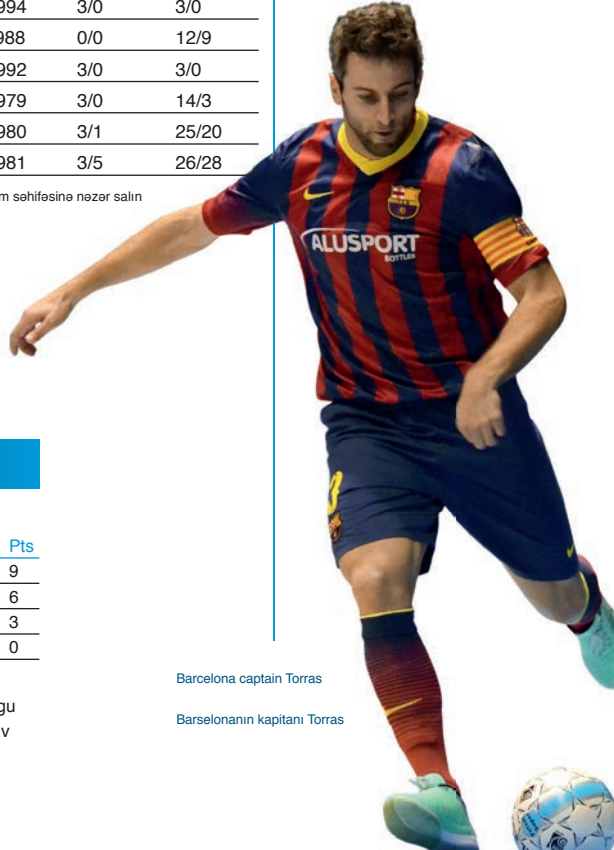 994 3/0 3/0
988 0/0 12/9
992 3/0 3/0
979 3/0 14/3
980 3/1 25/20
981 3/5 26/28
m səhifəsinə nəzər salın
ALUSPORT
BOTTLER
Pts
9
6
3
0
gu
v
Barcelona captain Torras
Barselonanın kapitanı Torras